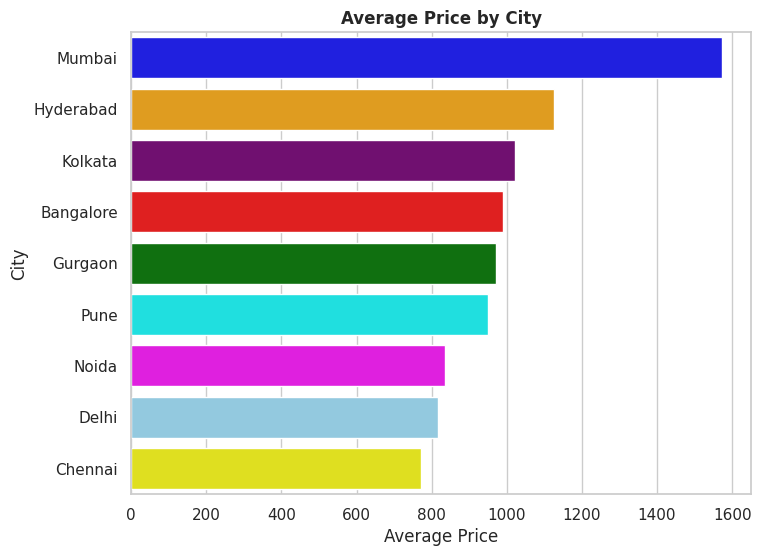 Average Price by City
Mumbai
Hyderabad
Kolkata
Bangalore
Gurgaon
Pune
Noida
Delhi
Chennai
City
0 200 400 600 800 1000 1200 1400 1600
Average Price